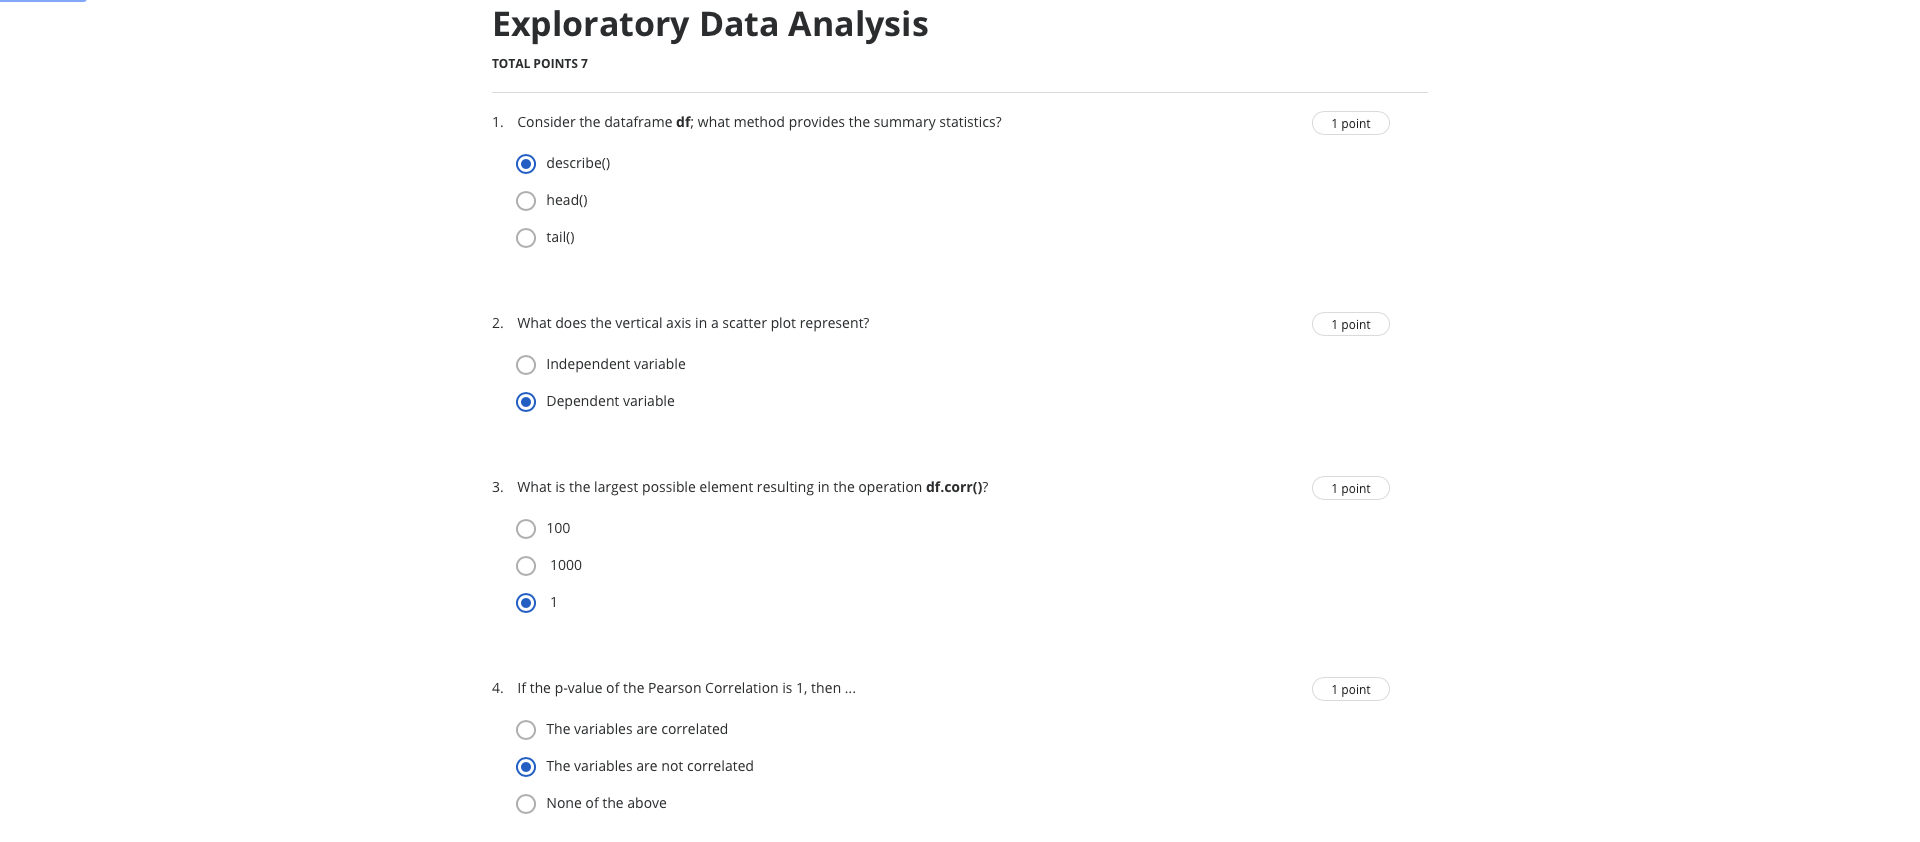 Exploratory Data Analysis
TOTAL POINTS 7
1. Consider the dataframe df; what method provides the summary statistics? 1 point
describe()
head()
tail()
2. What does the vertical axis in a scatter plot represent? 1 point
Independent variable
Dependent variable
3. What is the largest possible element resulting in the operation df.corr()? 1 point
100
1000
1
4. If the p-value of the Pearson Correlation is 1, then ... 1 point
The variables are correlated
The variables are not correlated
None of the above